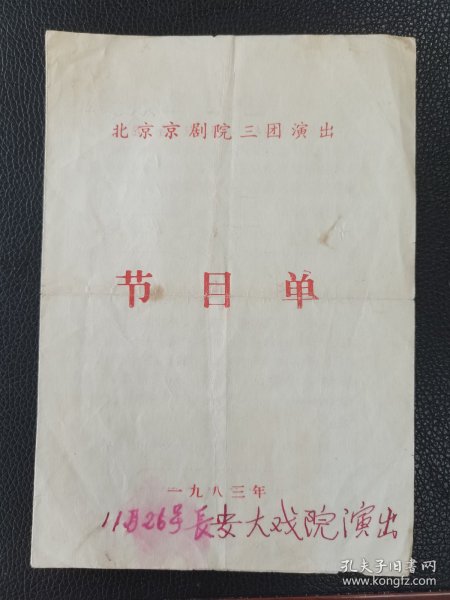 北京京剧院三团演出
节目单
一九八三年
11月26号長安大戏院演出
孔夫子旧书网
www.kongfz.com